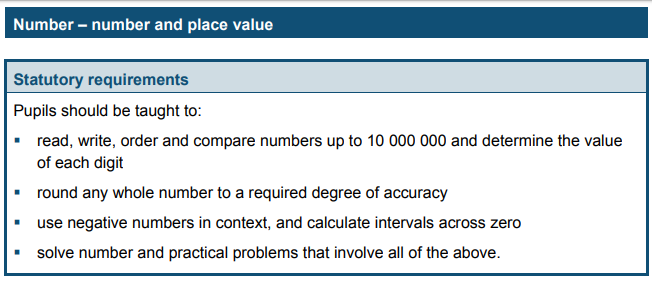 Number – number and place value
Statutory requirements
Pupils should be taught to:
▪ read, write, order and compare numbers up to 10 000 000 and determine the value
of each digit
▪ round any whole number to a required degree of accuracy
▪ use negative numbers in context, and calculate intervals across zero
▪ solve number and practical problems that involve all of the above.